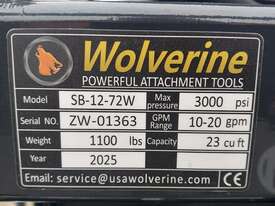 Wolverine
POWERFUL ATTACHMENT TOOLS
Model SB-12-72W Max pressure 3000 psi
Serial NO. ZW-01363 GPM Range 10-20 gpm
Weight 1100 lbs Capacity 23 cu ft
Year 2025
Email: service@usawolverine.com CE